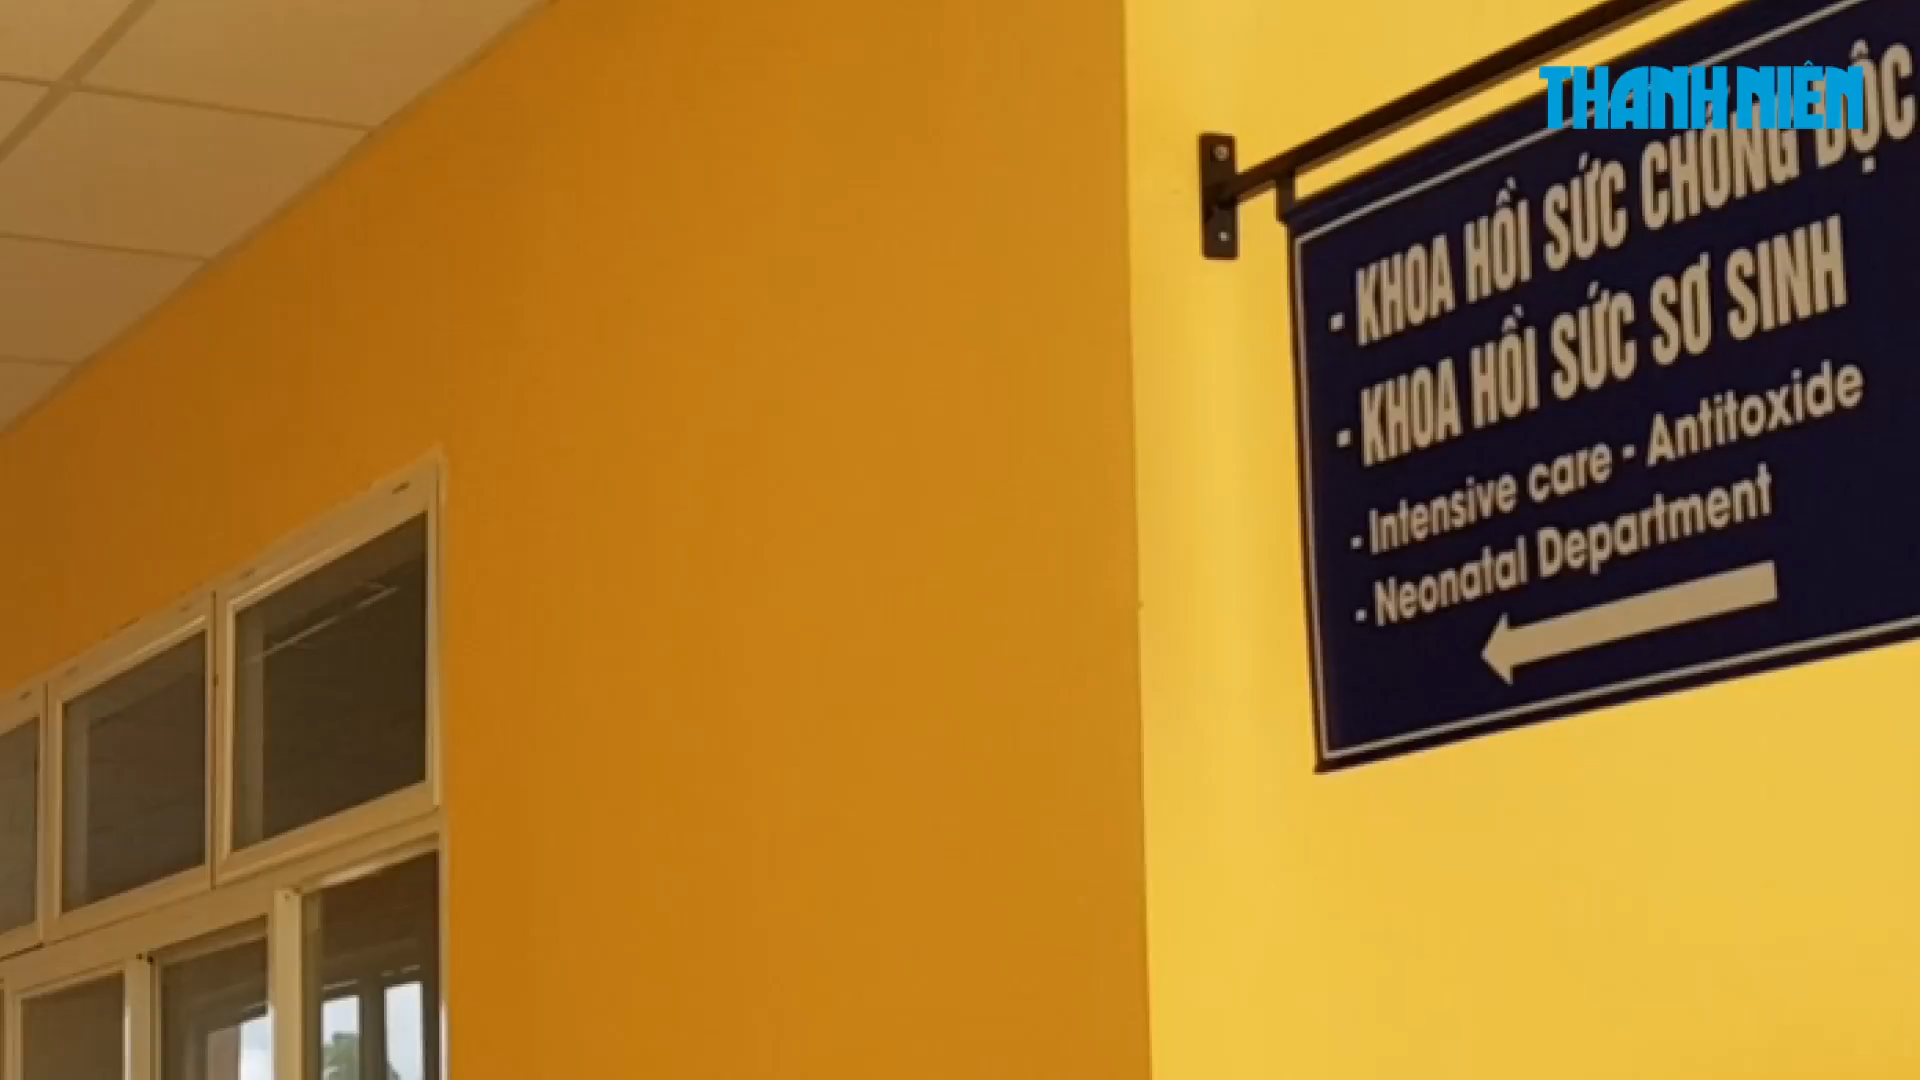 THANH NIÊN
- KHOA HỒI SỨC CHỐNG ĐỘC
- KHOA HỒI SỨC SƠ SINH
- Intensive care - Antitoxide
- Neonatal Department